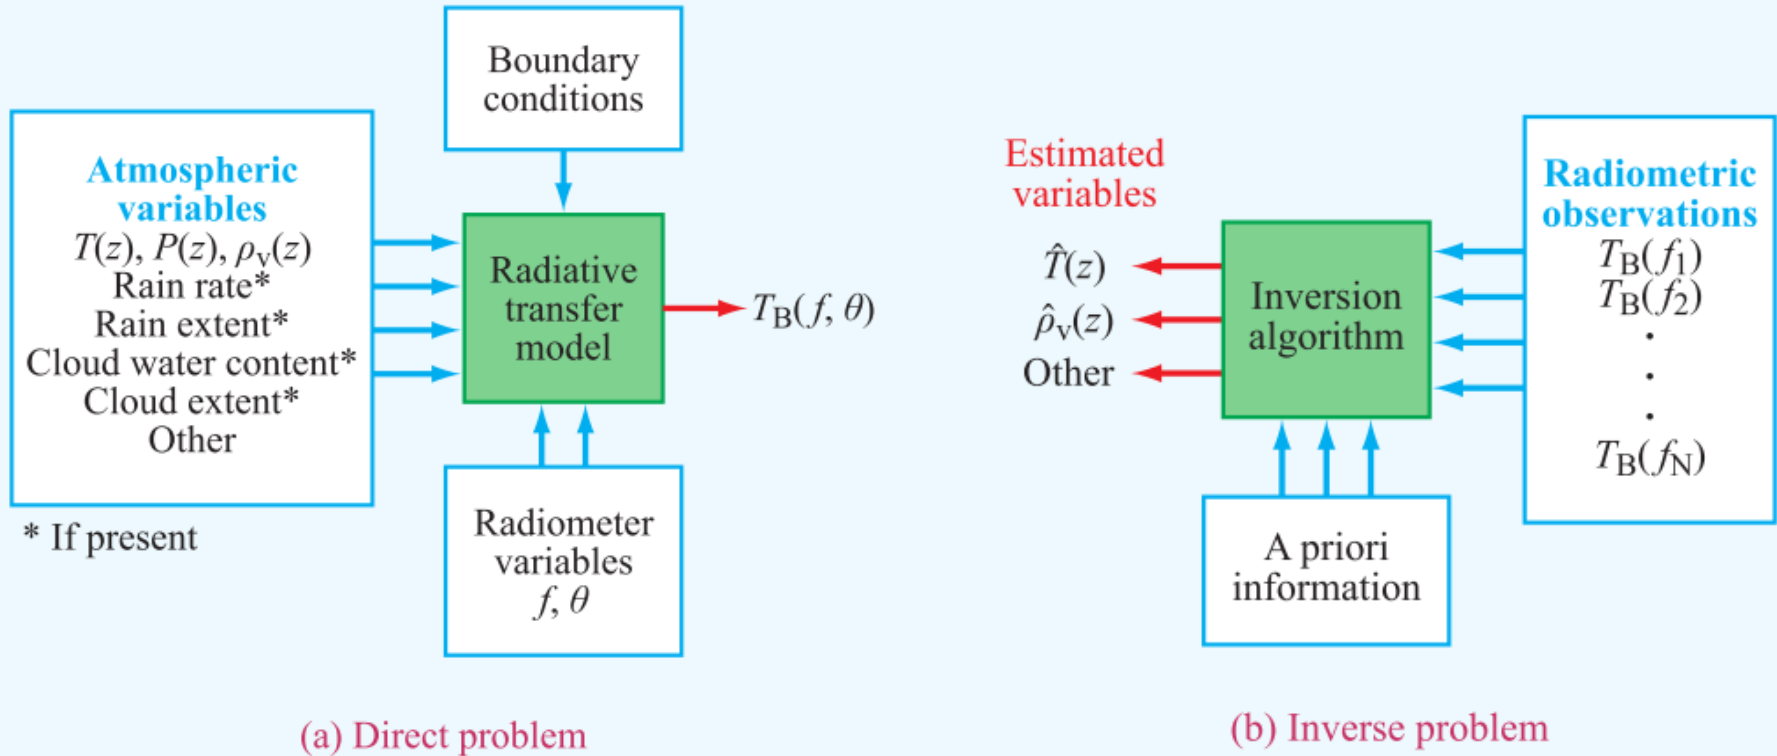 Boundary
conditions
Atmospheric
variables
T(z), P(z), ρv(z)
Rain rate*
Rain extent*
Cloud water content*
Cloud extent*
Other
* If present
Radiative
transfer
model
TB(f, θ)
Radiometer
variables
f, θ
(a) Direct problem
Estimated
variables
T̂(z)
ρ̂v(z)
Other
Inversion
algorithm
Radiometric
observations
TB(f1)
TB(f2)
.
.
.
TB(fN)
A priori
information
(b) Inverse problem